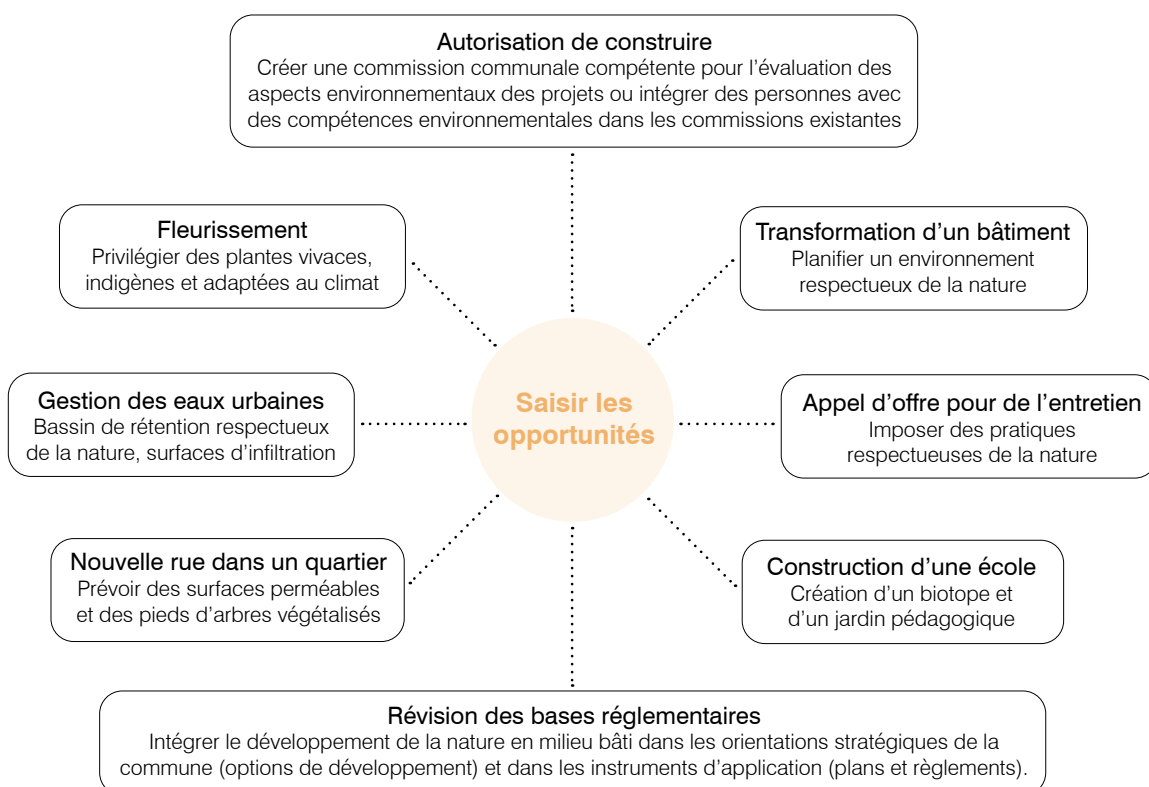 Autorisation de construire
Créer une commission communale compétente pour l'évaluation des
aspects environnementaux des projets ou intégrer des personnes avec
des compétences environnementales dans les commissions existantes
Fleurissement
Privilégier des plantes vivaces,
indigènes et adaptées au climat
Transformation d'un bâtiment
Planifier un environnement
respectueux de la nature
Gestion des eaux urbaines
Bassin de rétention respectueux
de la nature, surfaces d'infiltration
Saisir les
opportunités
Appel d'offre pour de l'entretien
Imposer des pratiques
respectueuses de la nature
Nouvelle rue dans un quartier
Prévoir des surfaces perméables
et des pieds d'arbres végétalisés
Construction d'une école
Création d'un biotope et
d'un jardin pédagogique
Révision des bases réglementaires
Intégrer le développement de la nature en milieu bâti dans les orientations stratégiques de la
commune (options de développement) et dans les instruments d'application (plans et règlements).